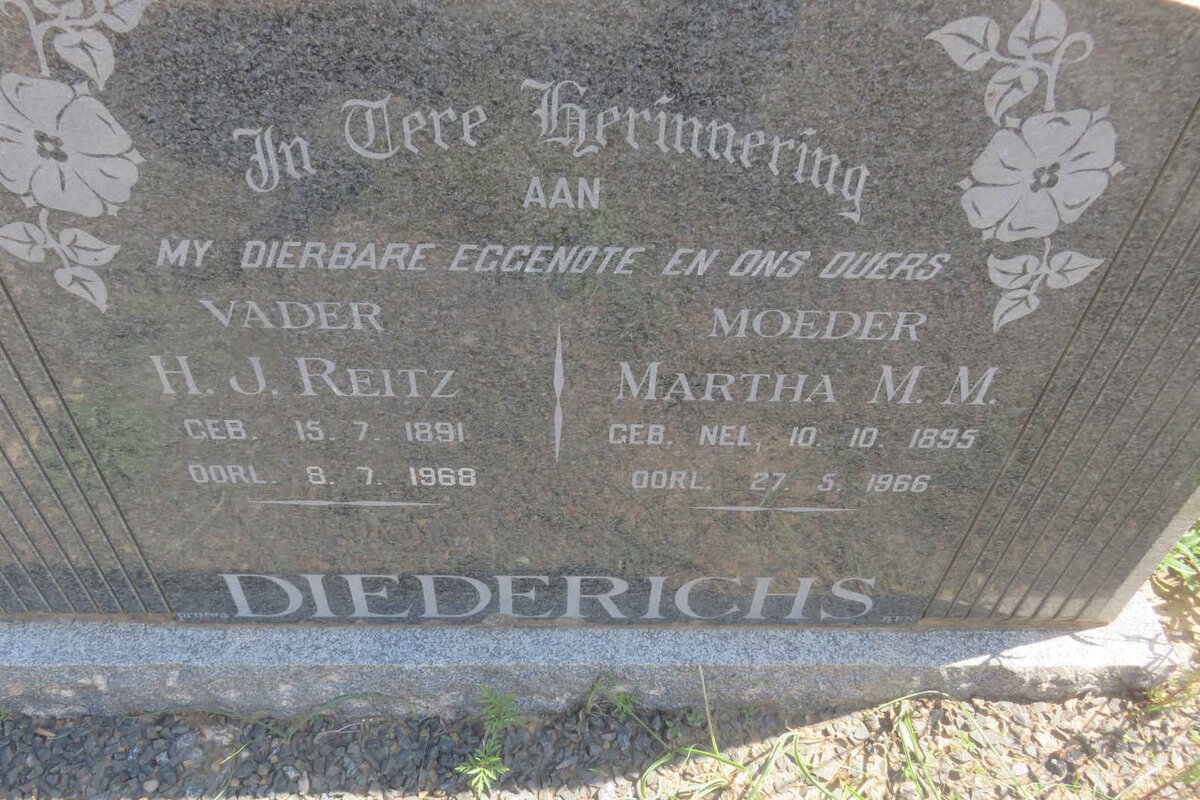 In Tere Herinnering
AAN
MY DIERBARE EGGENOTE EN ONS OUERS
VADER
H. J. REITZ
GEB. 15. 7. 1891
OORL. 8. 7. 1968
MOEDER
MARTHA M. M.
GEB. NEL, 10. 10. 1895
OORL. 27. 5. 1966
DIEDERICHS